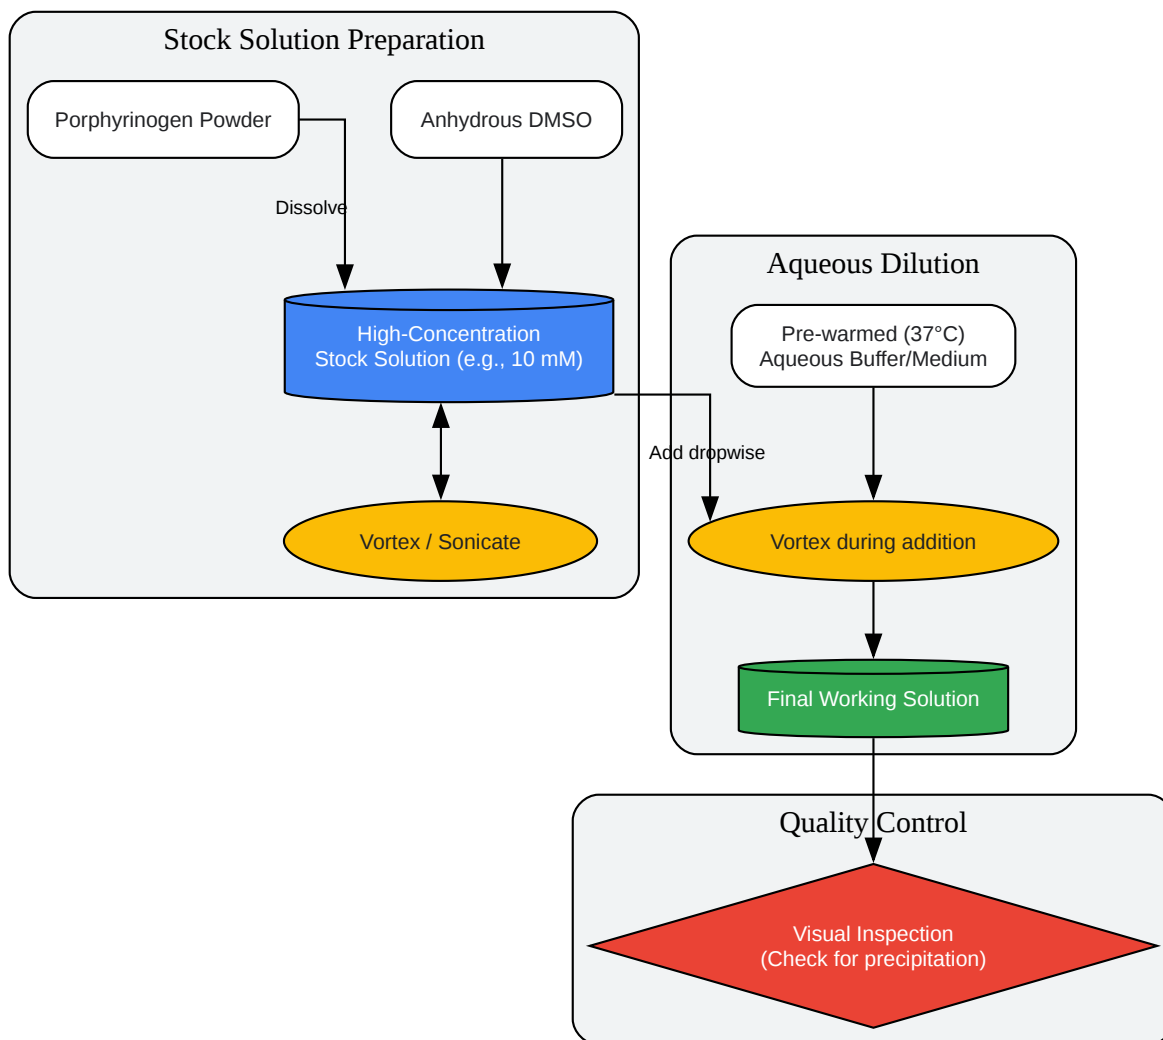 Stock Solution Preparation
Porphyrinogen Powder
Anhydrous DMSO
Dissolve
High-Concentration
Stock Solution (e.g., 10 mM)
Vortex / Sonicate
Add dropwise
Aqueous Dilution
Pre-warmed (37°C)
Aqueous Buffer/Medium
Vortex during addition
Final Working Solution
Quality Control
Visual Inspection
(Check for precipitation)